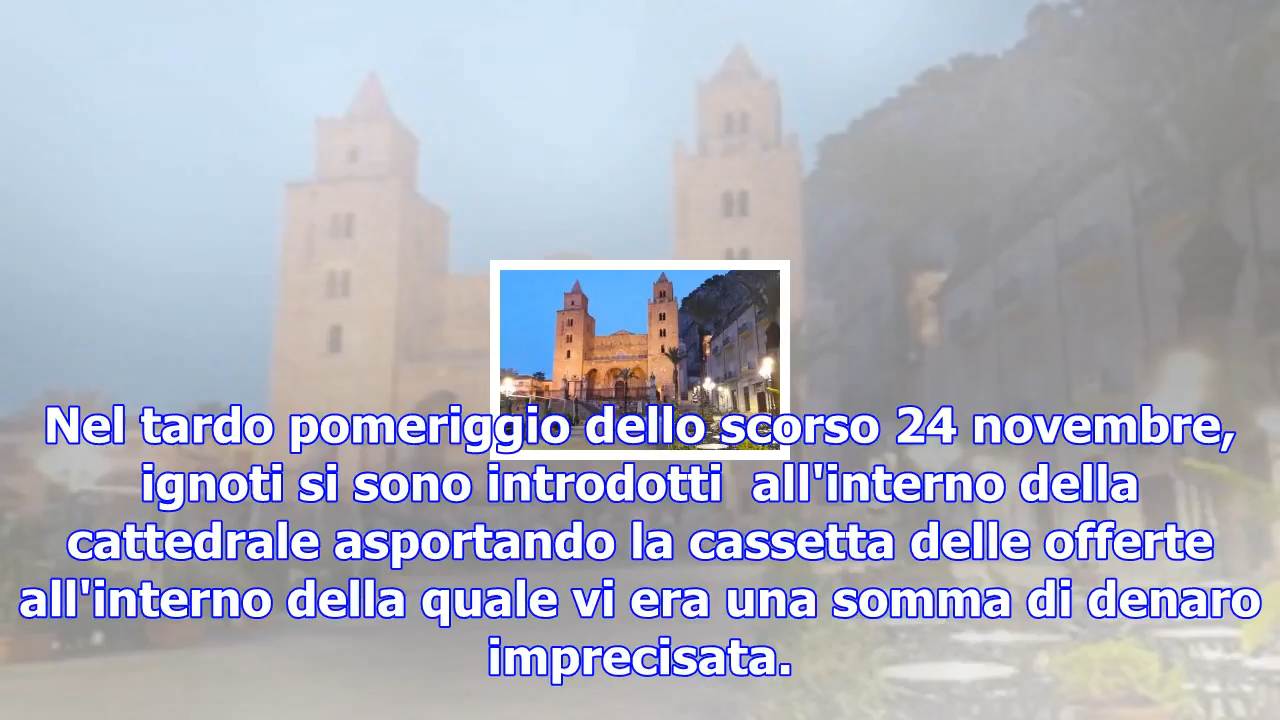 Nel tardo pomeriggio dello scorso 24 novembre,
ignoti si sono introdotti  all'interno della
cattedrale asportando la cassetta delle offerte
all'interno della quale vi era una somma di denaro
imprecisata.